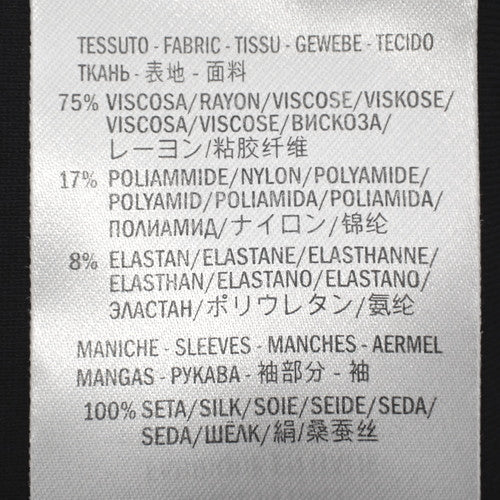 TESSUTO - FABRIC - TISSU - GEWEBE - TECIDO
ТКАНЬ - 表地 - 面料
75% VISCOSA/RAYON/VISCOSE/VISKOSE/
VISCOSA/VISCOSE/ВИСКОЗА/
レーヨン/粘胶纤维
17% POLIAMMIDE/NYLON/POLYAMIDE/
POLYAMID/POLIAMIDA/POLIAMIDA/
ПОЛИАМИД/ナイロン/锦纶
8% ELASTAN/ELASTANE/ELASTHANNE/
ELASTHAN/ELASTANO/ELASTANO/
ЭЛАСТАН/ポリウレタン/氨纶
MANICHE - SLEEVES - MANCHES - AERMEL
MANGAS - РУКАВА - 袖部分 - 袖
100% SETA/SILK/SOIE/SEIDE/SEDA/
SEDA/ШЁЛК/絹/桑蚕丝